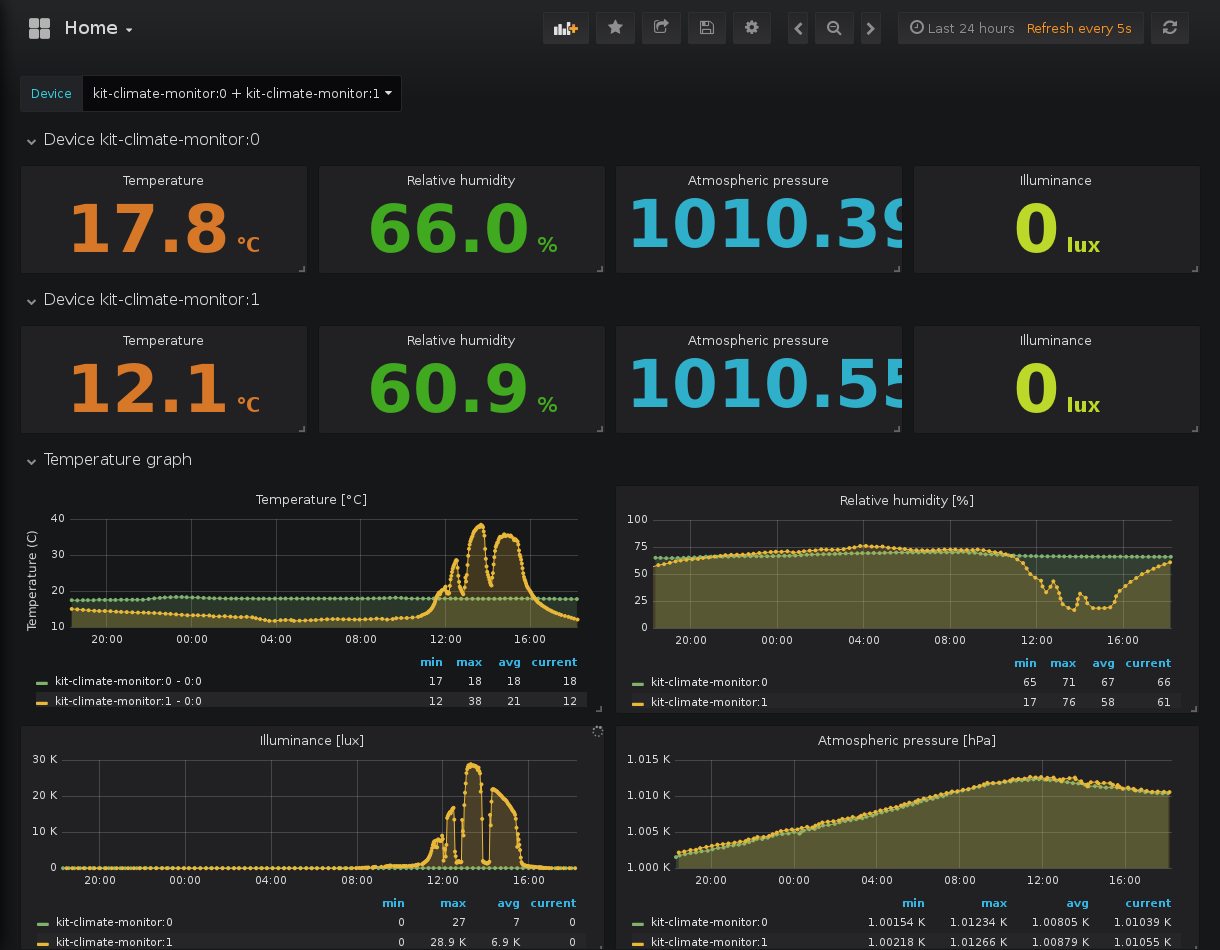 Home
Last 24 hours Refresh every 5s
Device kit-climate-monitor:0 + kit-climate-monitor:1
Device kit-climate-monitor:0
Temperature Relative humidity Atmospheric pressure Illuminance
17.8 °C 66.0 % 1010.39 0 lux
Device kit-climate-monitor:1
Temperature Relative humidity Atmospheric pressure Illuminance
12.1 °C 60.9 % 1010.55 0 lux
Temperature graph
Temperature [°C]
Temperature (C)
40
30
20
10
20:00 00:00 04:00 08:00 12:00 16:00
min max avg current
kit-climate-monitor:0 - 0:0 17 18 18 18
kit-climate-monitor:1 - 0:0 12 38 21 12
Relative humidity [%]
100
75
50
25
0
20:00 00:00 04:00 08:00 12:00 16:00
min max avg current
kit-climate-monitor:0 65 71 67 66
kit-climate-monitor:1 17 76 58 61
Illuminance [lux]
30 K
20 K
10 K
0
20:00 00:00 04:00 08:00 12:00 16:00
min max avg current
kit-climate-monitor:0 0 27 7 0
kit-climate-monitor:1 0 28.9 K 6.9 K 0
Atmospheric pressure [hPa]
1.015 K
1.010 K
1.005 K
1.000 K
20:00 00:00 04:00 08:00 12:00 16:00
min max avg current
kit-climate-monitor:0 1.00154 K 1.01234 K 1.00805 K 1.01039 K
kit-climate-monitor:1 1.00218 K 1.01266 K 1.00879 K 1.01055 K